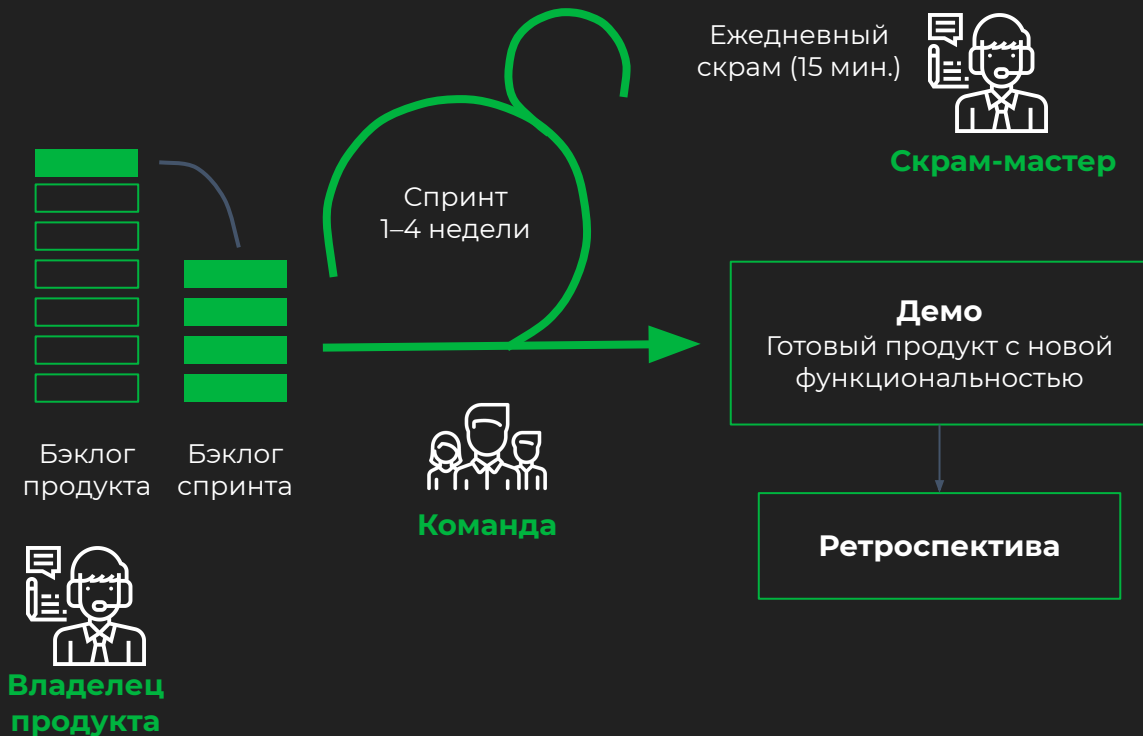 Ежедневный
скрам (15 мин.)
Скрам-мастер
Спринт
1–4 недели
Демо
Готовый продукт с новой
функциональностью
Бэклог
продукта
Бэклог
спринта
Команда
Ретроспектива
Владелец
продукта